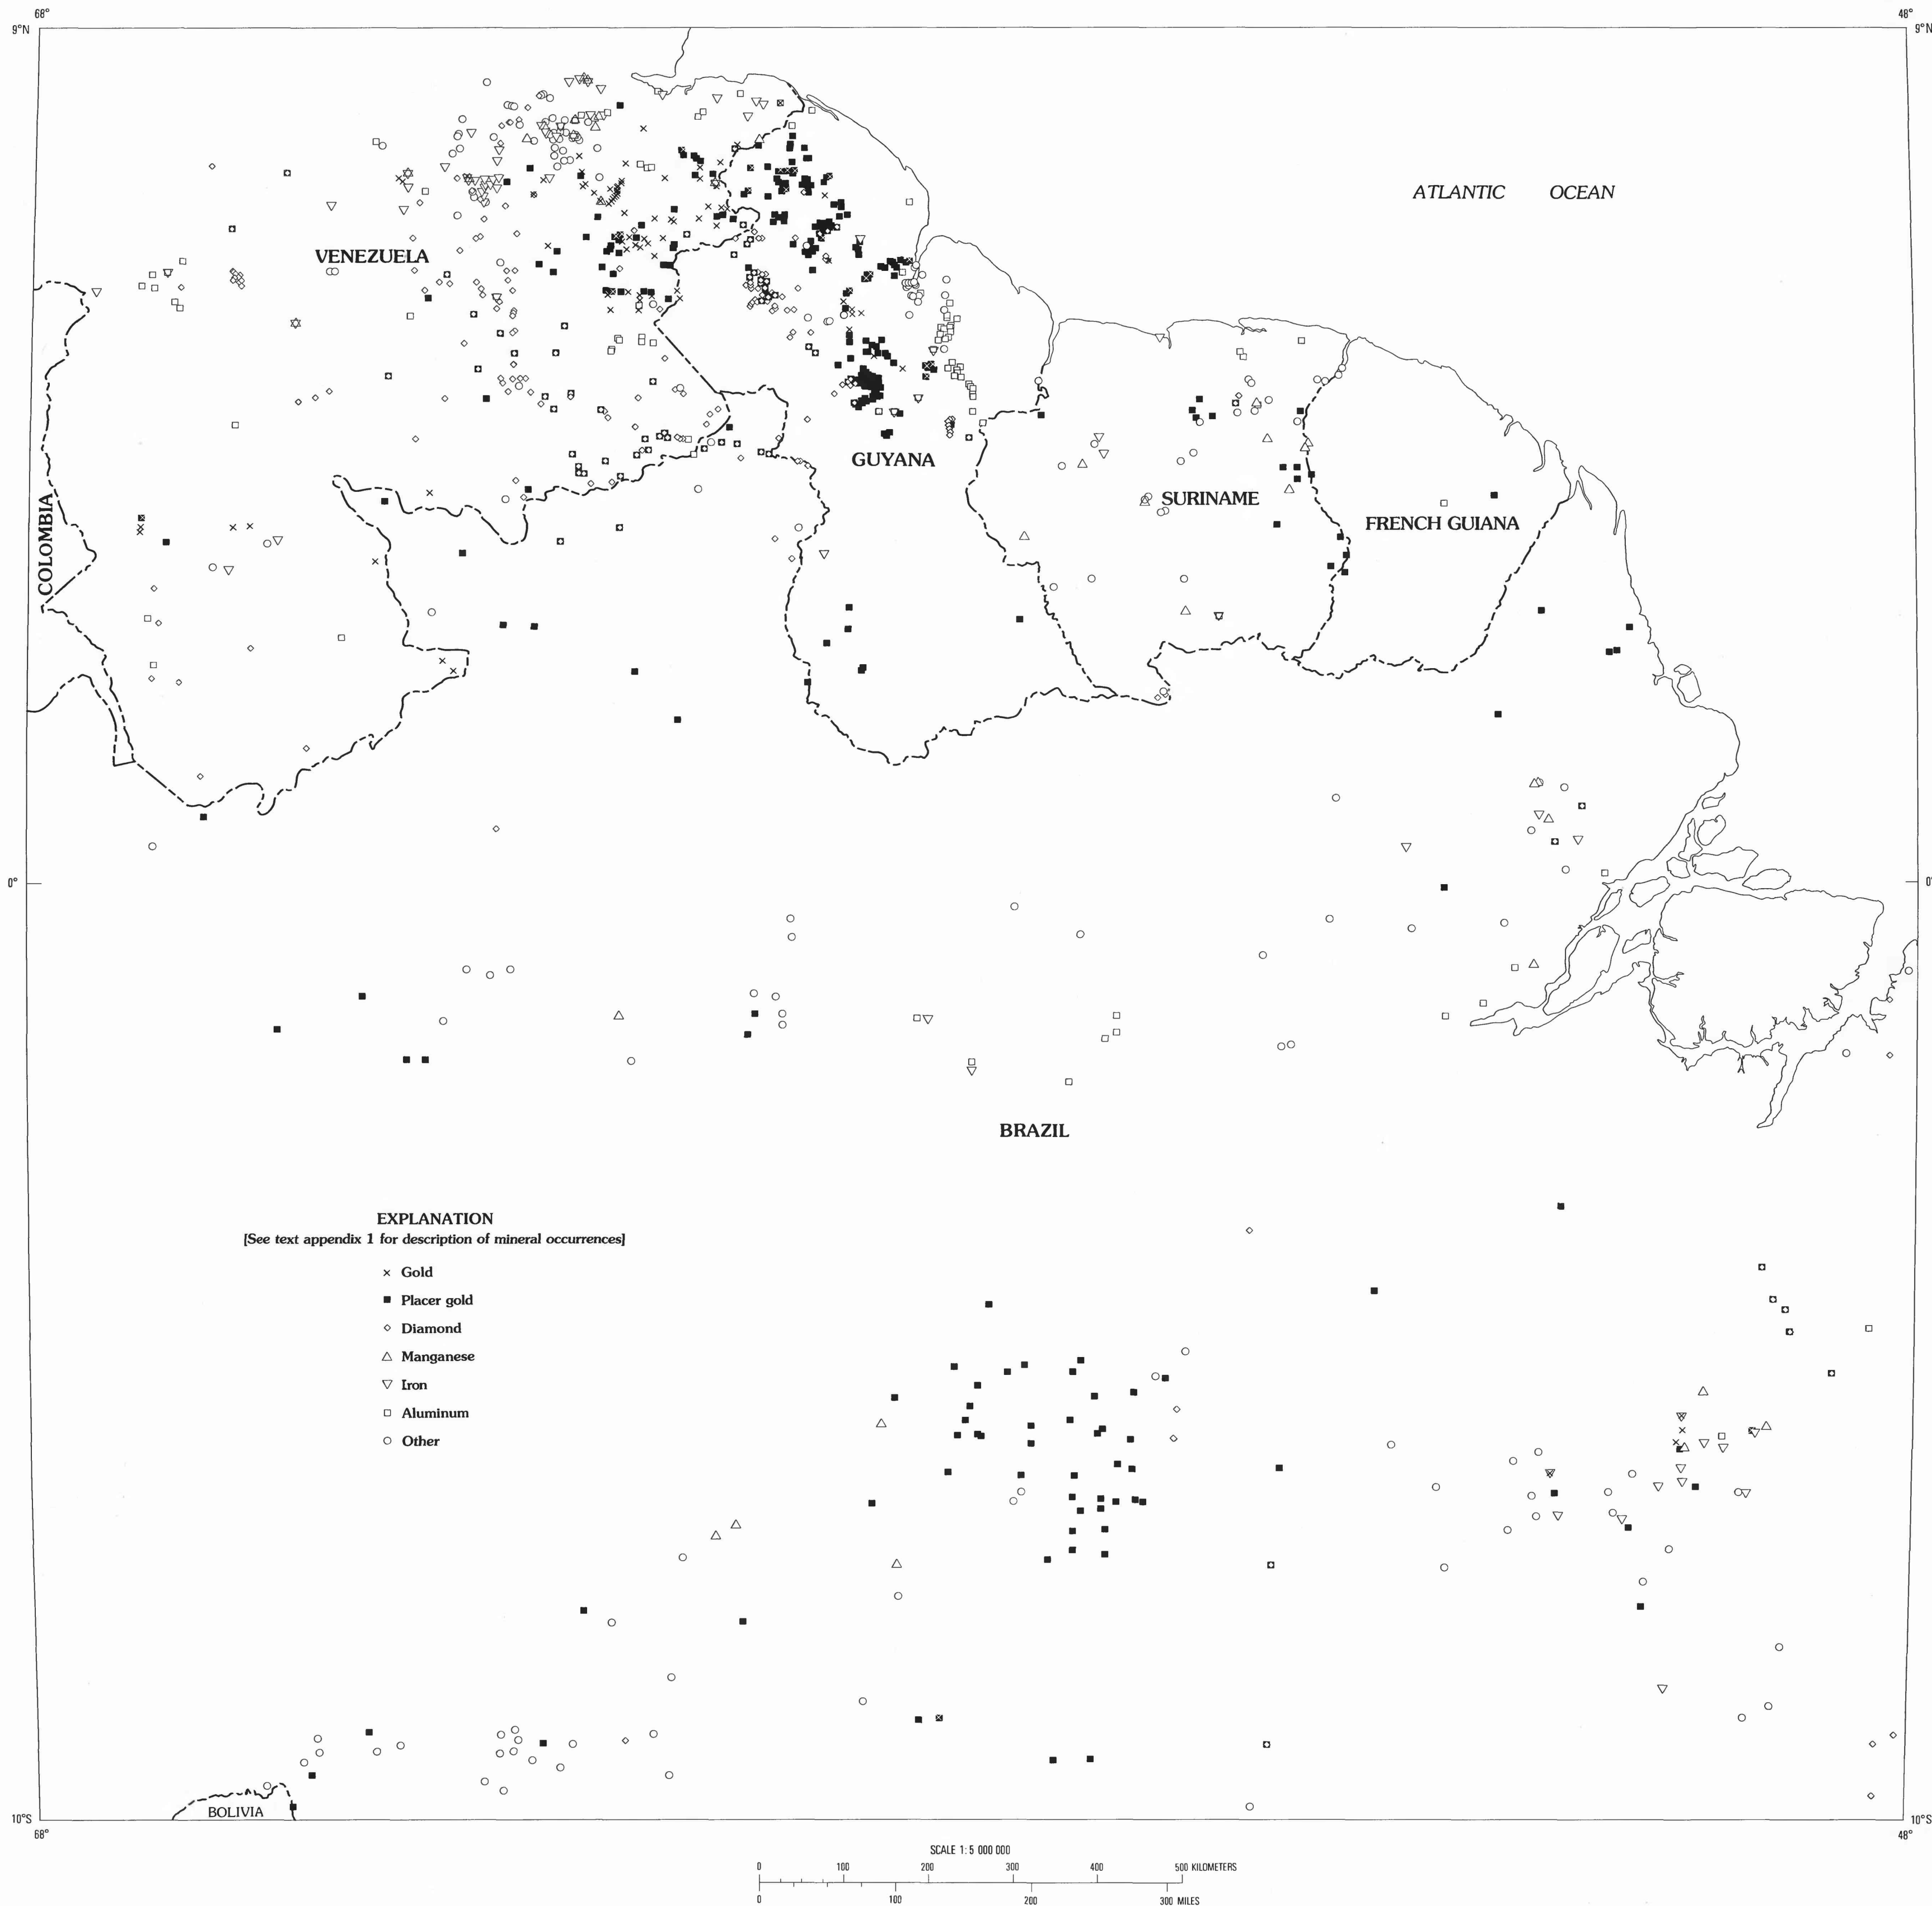 68°
48°
9°N
9°N
ATLANTIC OCEAN
VENEZUELA
GUYANA
SURINAME
FRENCH GUIANA
COLOMBIA
0°
0°
BRAZIL
EXPLANATION
[See text appendix 1 for description of mineral occurrences]
Gold
Placer gold
Diamond
Manganese
Iron
Aluminum
Other
BOLIVIA
10°S
10°S
68°
48°
SCALE 1: 5 000 000
0 100 200 300 400 500 KILOMETERS
0 100 200 300 MILES